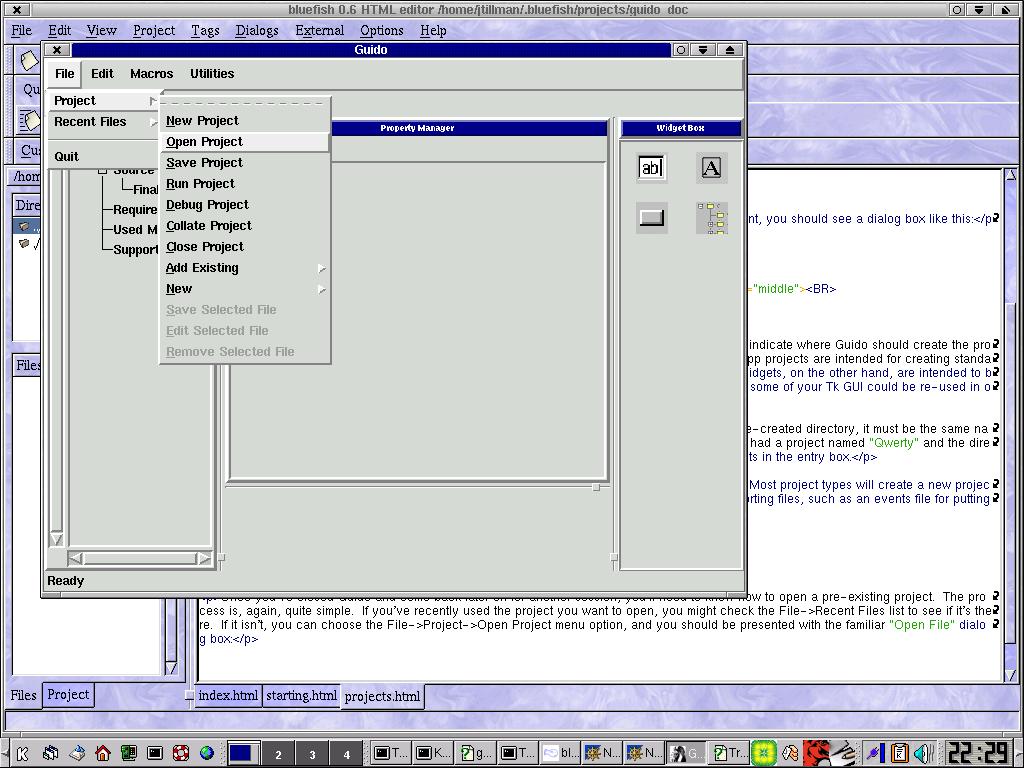 bluefish 0.6 HTML editor /home/jtillman/.bluefish/projects/guido_doc
File Edit View Project Tags Dialogs External Options Help
Guido
File Edit Macros Utilities
Project
Recent Files
Quit
New Project
Open Project
Save Project
Run Project
Debug Project
Collate Project
Close Project
Add Existing
New
Save Selected File
Edit Selected File
Remove Selected File
Property Manager
Widget Box
ab
A
Source
Final
Require
Used M
Support
Qu
Cus
/hom
Dire
Files
nt, you should see a dialog box like this:</p
="middle"><BR>
indicate where Guido should create the pro
pp projects are intended for creating standa
idgets, on the other hand, are intended to b
some of your Tk GUI could be re-used in o
e-created directory, it must be the same na
had a project named "Qwerty" and the dire
ts in the entry box.</p>
Most project types will create a new projec
rting files, such as an events file for putting
Ready
ow to open a pre-existing project. The pro
cess is, again, quite simple. If you've recently used the project you want to open, you might check the File->Recent Files list to see if it's the
re. If it isn't, you can choose the File->Project->Open Project menu option, and you should be presented with the familiar "Open File" dialo
g box:</p>
Files Project index.html starting.html projects.html
2 3 4 T... K... g... T... bl... N... N... G... Tr... 22:29